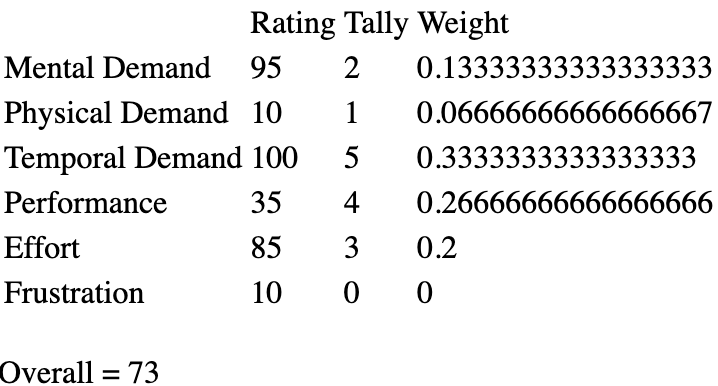 Rating Tally Weight
Mental Demand 95 2 0.13333333333333333
Physical Demand 10 1 0.06666666666666667
Temporal Demand 100 5 0.3333333333333333
Performance 35 4 0.26666666666666666
Effort 85 3 0.2
Frustration 10 0 0
Overall = 73